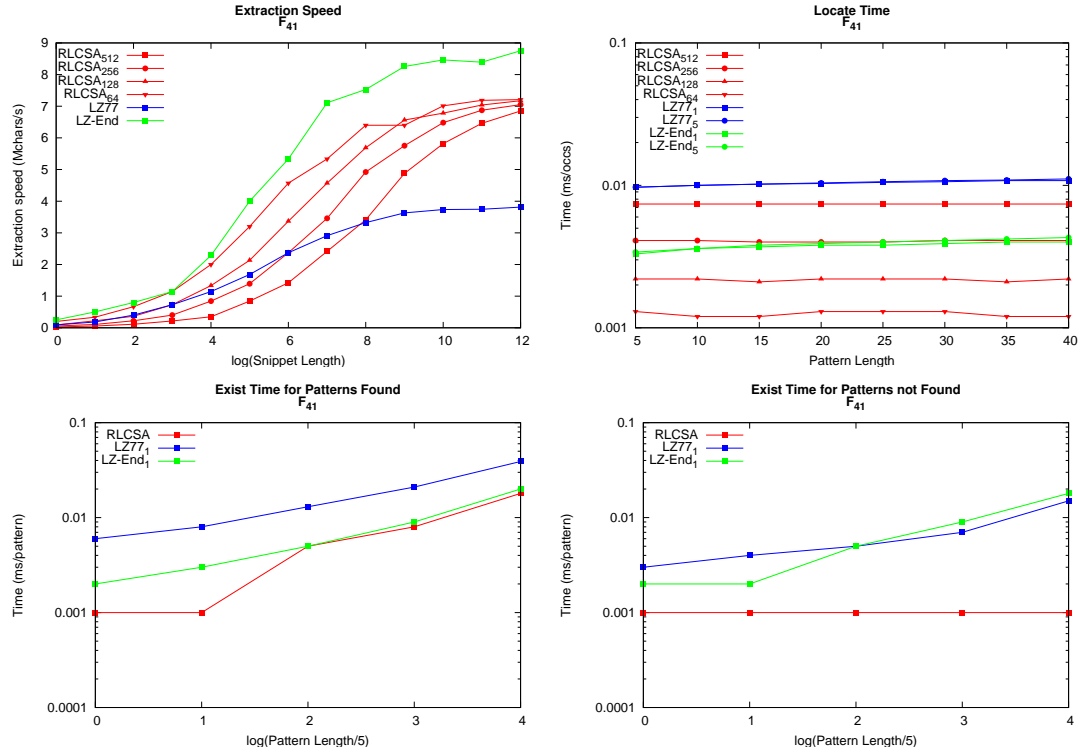 Extraction Speed
F41
RLCSA512
RLCSA256
RLCSA128
RLCSA64
LZ77
LZ-End
Extraction speed (Mchars/s)
9
8
7
6
5
4
3
2
1
0
0 1 2 3 4 5 6 7 8 9 10 11 12
log(Snippet Length)
Locate Time
F41
RLCSA512
RLCSA256
RLCSA128
RLCSA64
LZ771
LZ775
LZ-End1
LZ-End5
Time (ms/occs)
0.1
0.01
0.001
5 10 15 20 25 30 35 40
Pattern Length
Exist Time for Patterns Found
F41
RLCSA
LZ771
LZ-End1
Time (ms/pattern)
0.1
0.01
0.001
0.0001
0 1 2 3 4
log(Pattern Length/5)
Exist Time for Patterns not Found
F41
RLCSA
LZ771
LZ-End1
Time (ms/pattern)
0.1
0.01
0.001
0.0001
0 1 2 3 4
log(Pattern Length/5)